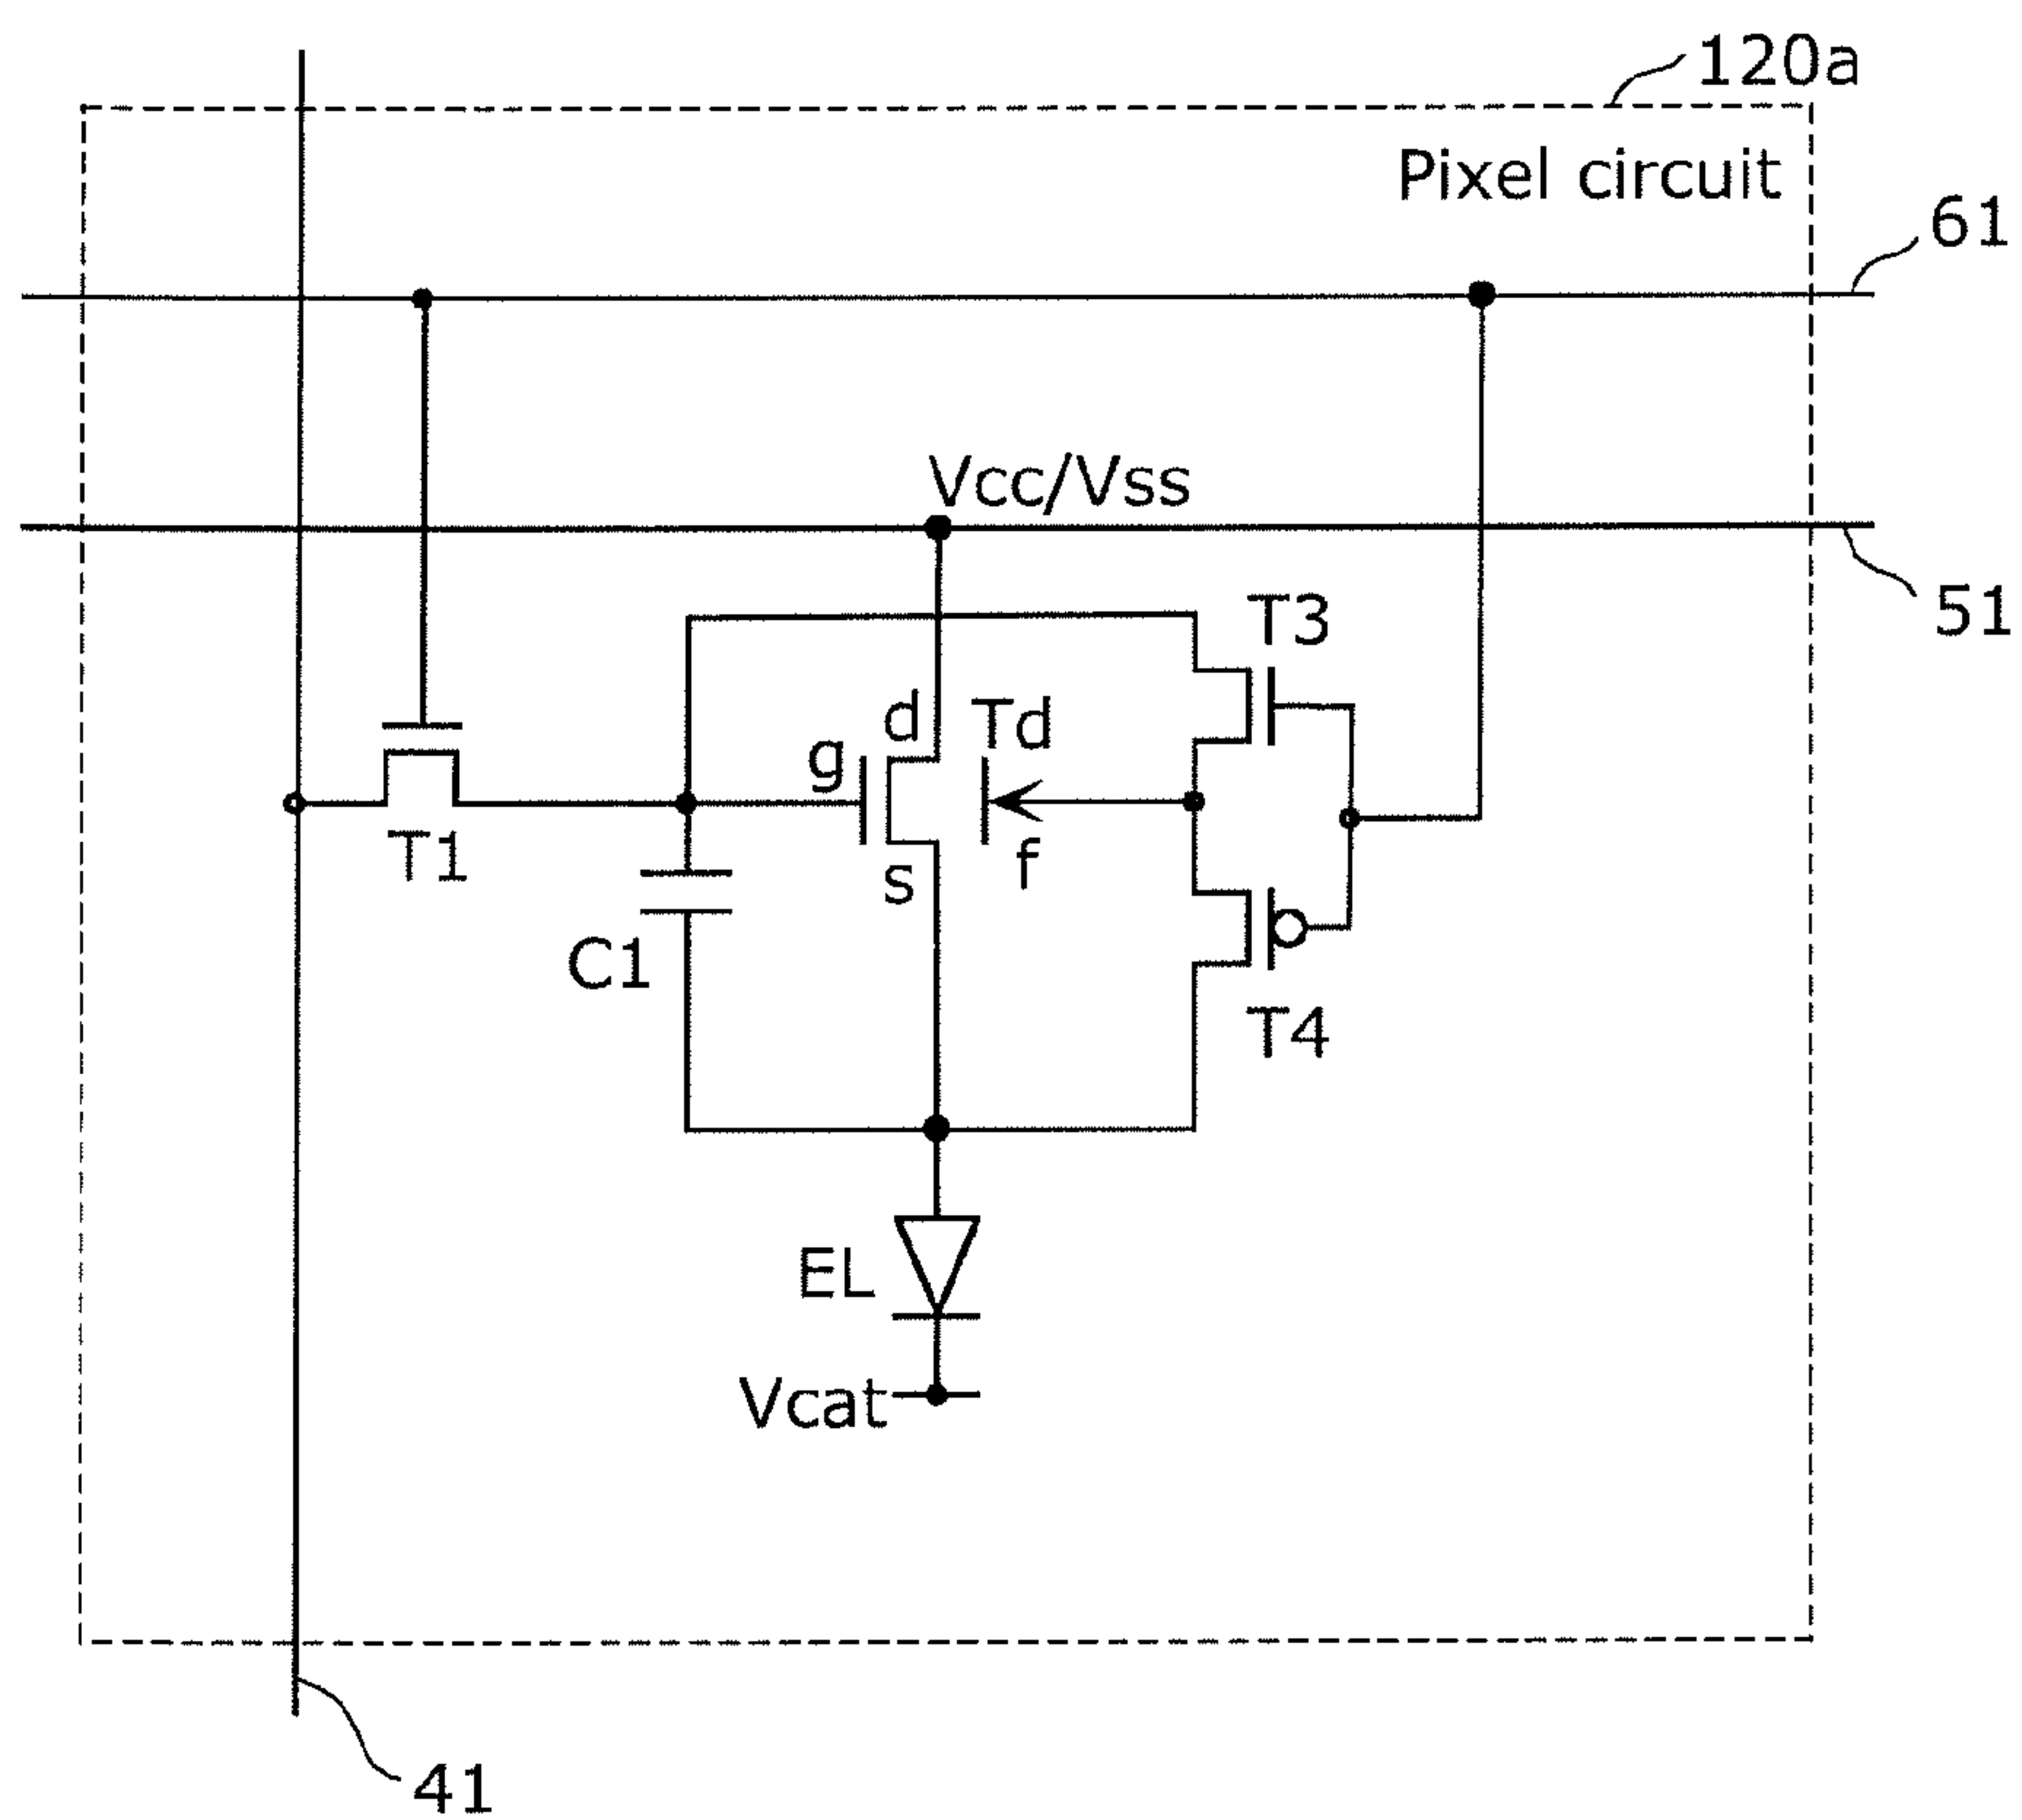 120a
Pixel circuit
61
Vcc/Vss
51
T3
d
Td
g
T1
s
f
C1
T4
EL
Vcat
41